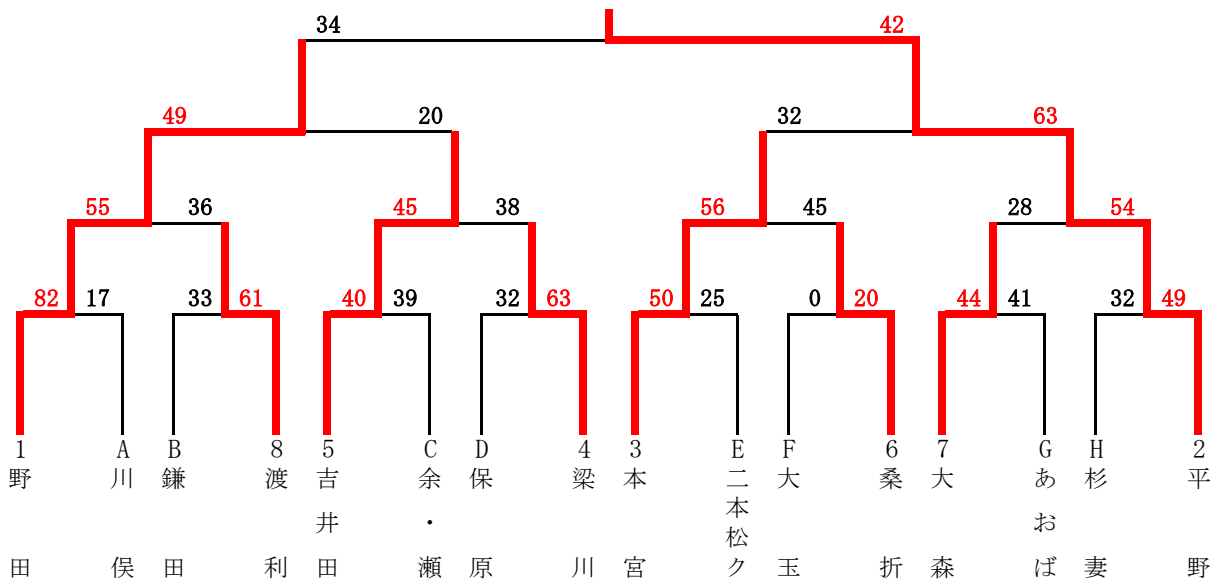 34 42
49 20 32 63
55 36 45 38 56 45 28 54
82 17 33 61 40 39 32 63 50 25 0 20 44 41 32 49
1 A B 8 5 C D 4 3 E F 6 7 G H 2
野田
川俣
鎌田
渡利
吉井田
余・瀬
保原
梁川
本宮
二本松ク
大玉
桑折
大森
あおば
杉妻
平野